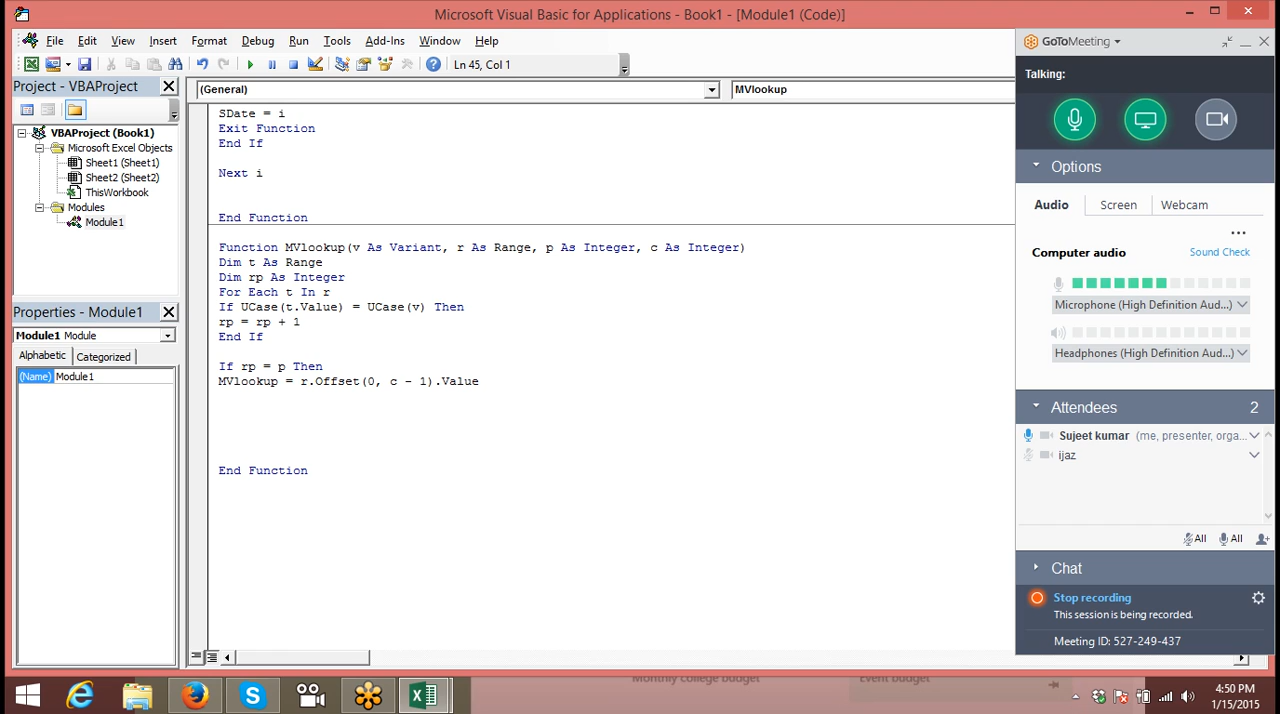 Microsoft Visual Basic for Applications - Book1 - [Module1 (Code)]
File Edit View Insert Format Debug Run Tools Add-Ins Window Help
Ln 45, Col 1
Project - VBAProject
VBAProject (Book1)
Microsoft Excel Objects
Sheet1 (Sheet1)
Sheet2 (Sheet2)
ThisWorkbook
Modules
Module1
Properties - Module1
Module1 Module
Alphabetic Categorized
(Name) Module1
(General) MVlookup
SDate = i
Exit Function
End If
Next i
End Function
Function MVlookup(v As Variant, r As Range, p As Integer, c As Integer)
Dim t As Range
Dim rp As Integer
For Each t In r
If UCase(t.Value) = UCase(v) Then
rp = rp + 1
End If
If rp = p Then
MVlookup = r.Offset(0, c - 1).Value
End Function
GoToMeeting
Talking:
Options
Audio Screen Webcam
Computer audio Sound Check
Microphone (High Definition Aud...)
Headphones (High Definition Aud...)
Attendees 2
Sujeet kumar (me, presenter, orga...
ijaz
All All
Chat
Stop recording
This session is being recorded.
Meeting ID: 527-249-437
Monthly college budget Event budget
4:50 PM
1/15/2015